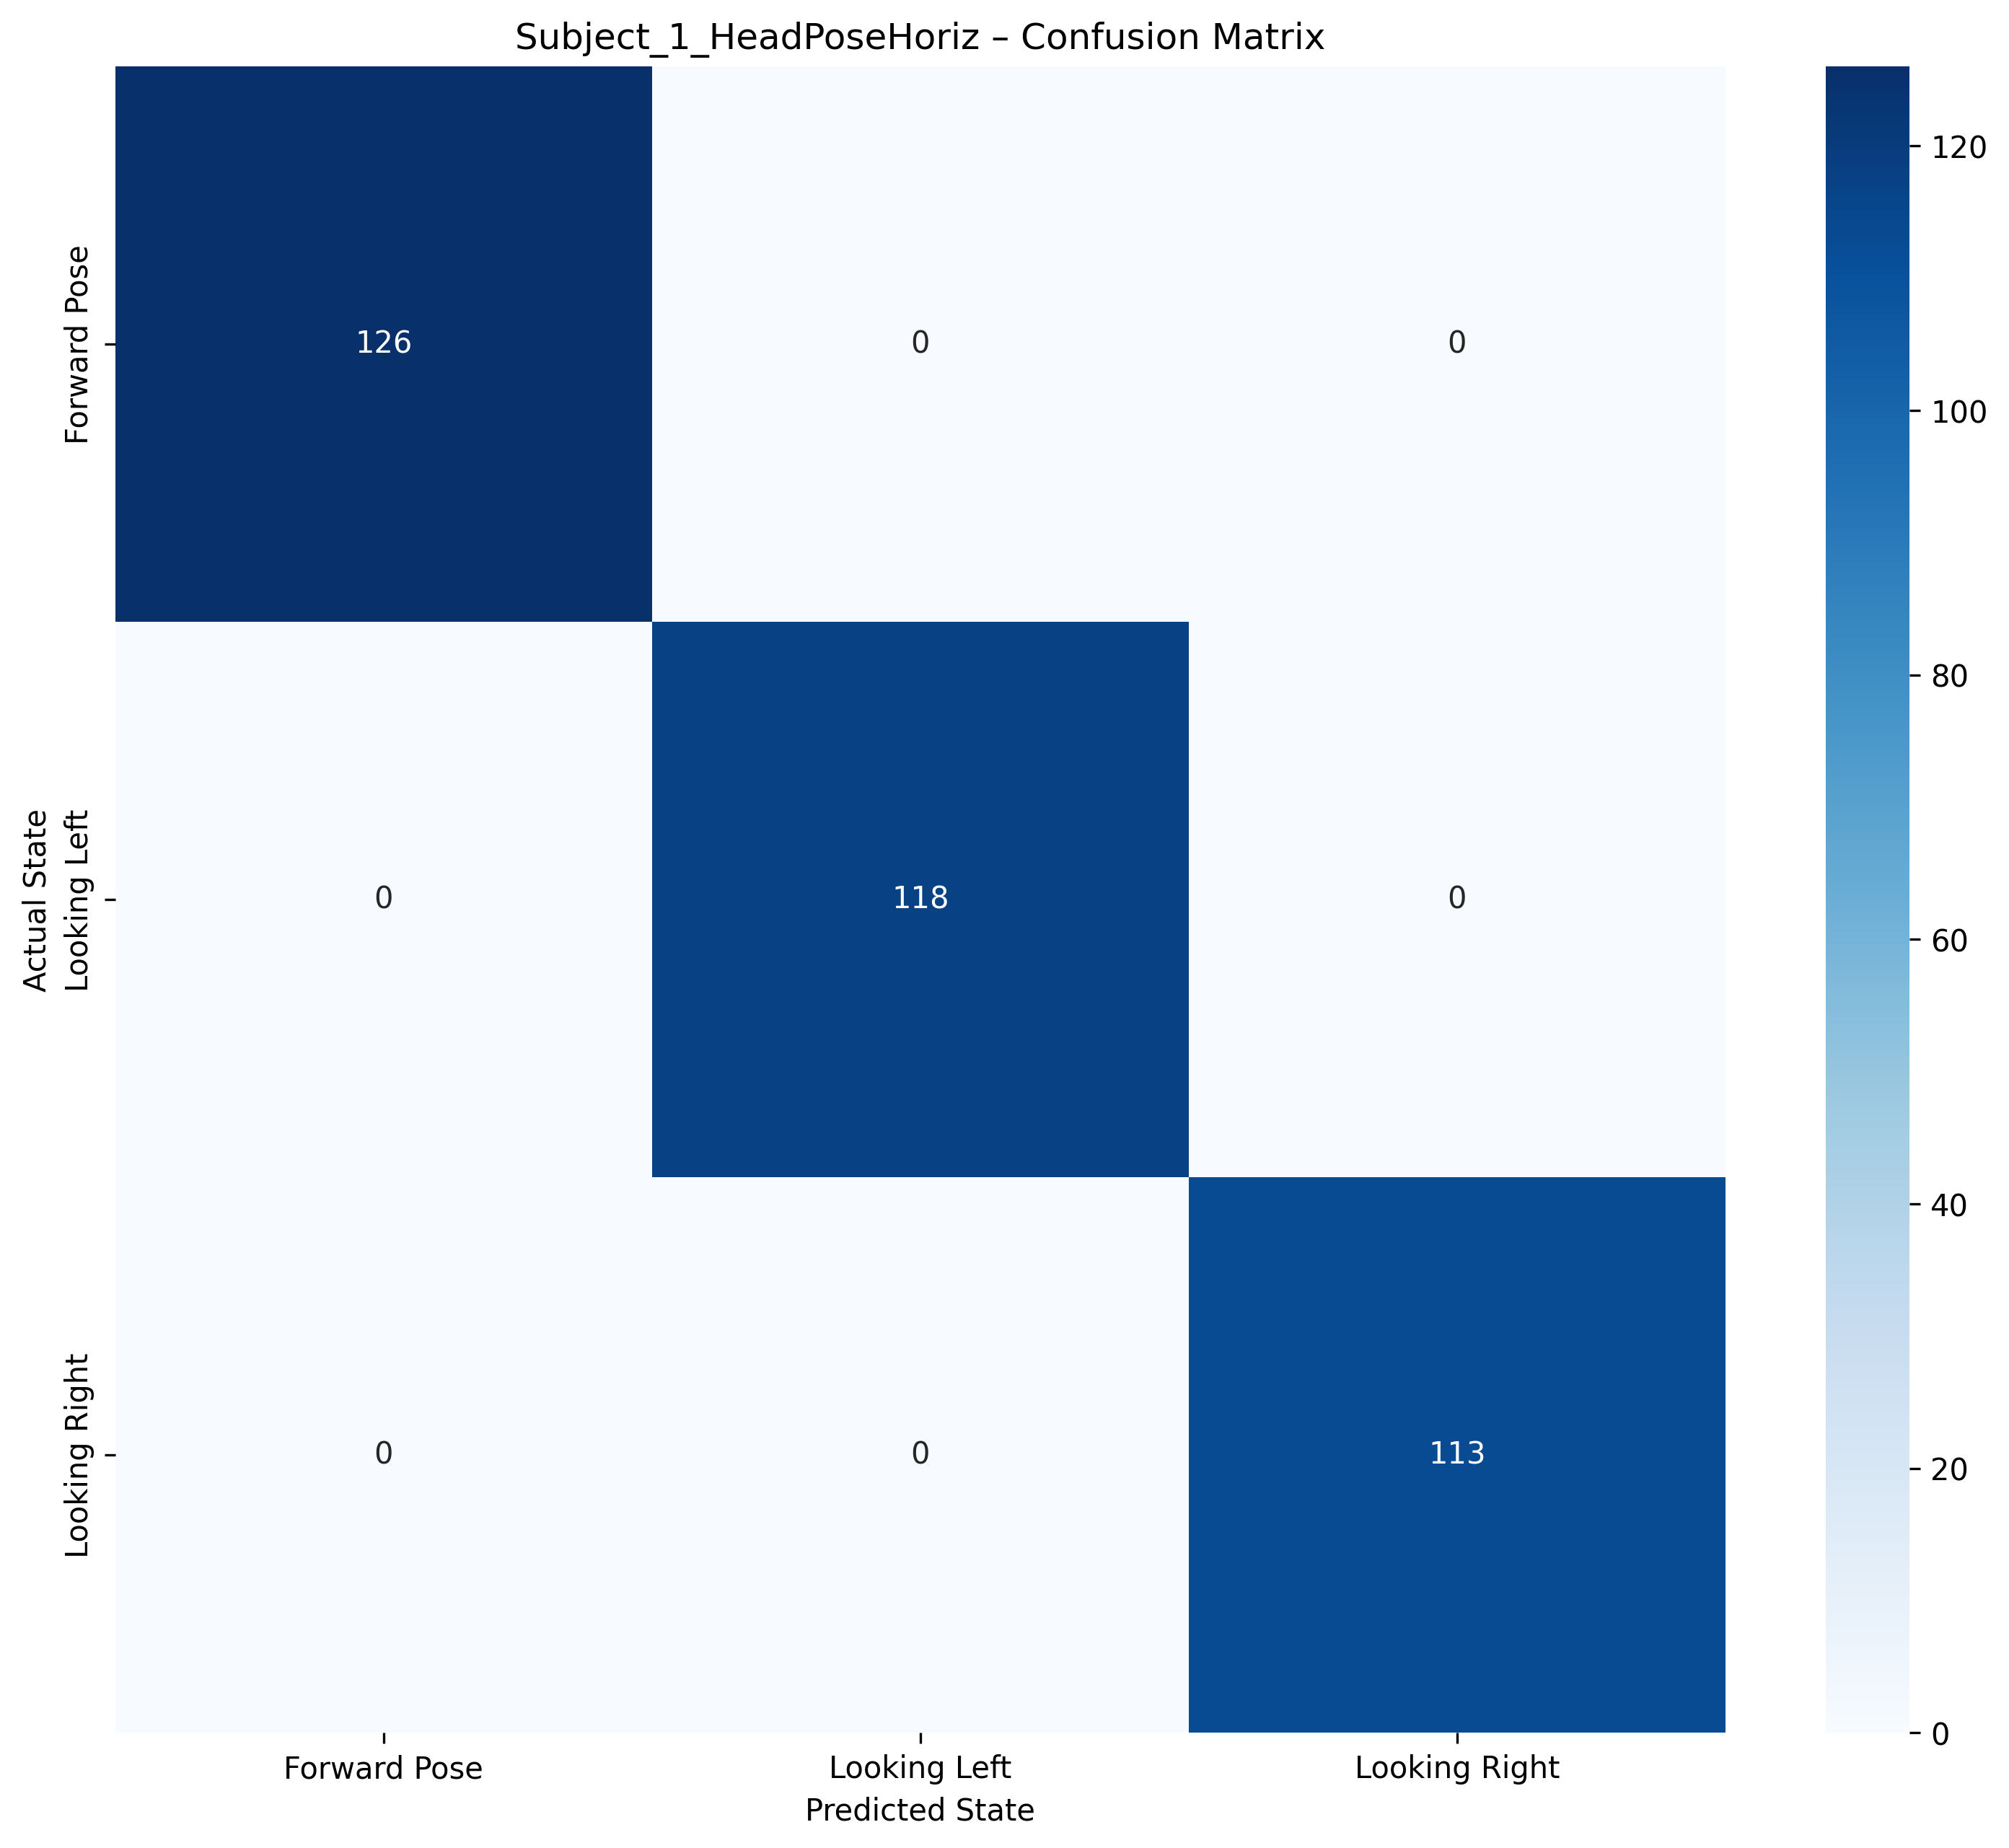 Subject_1_HeadPoseHoriz – Confusion Matrix
Actual State
Forward Pose
126 0 0
Looking Left
0 118 0
Looking Right
0 0 113
Forward Pose Looking Left Looking Right
Predicted State
120
100
80
60
40
20
0